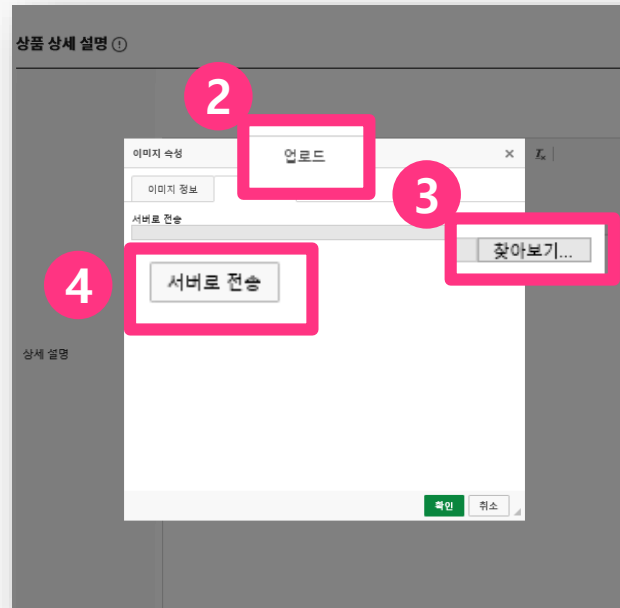 상품 상세 설명
2
이미지 속성
업로드
3
이미지 정보
서버로 전송
찾아보기...
4
서버로 전송
상세 설명
확인
취소